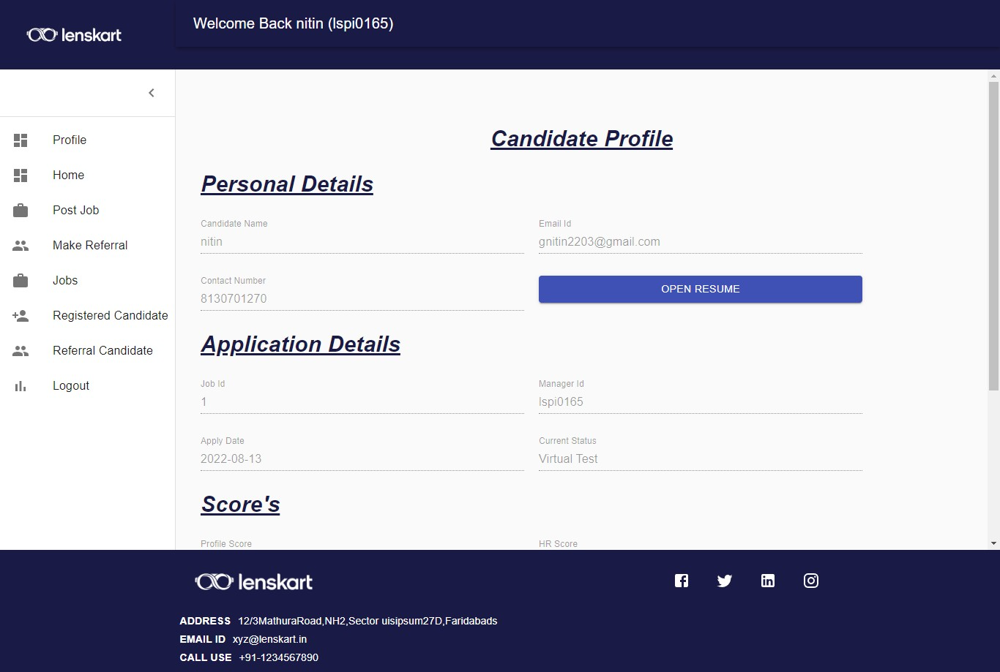 lenskart
Welcome Back nitin (lspi0165)
Profile
Home
Post Job
Make Referral
Jobs
Registered Candidate
Referral Candidate
Logout
Candidate Profile
Personal Details
Candidate Name
nitin
Email Id
gnitin2203@gmail.com
Contact Number
8130701270
OPEN RESUME
Application Details
Job Id
1
Manager Id
lspi0165
Apply Date
2022-08-13
Current Status
Virtual Test
Score's
Profile Score
HR Score
lenskart
ADDRESS 12/3MathuraRoad,NH2,Sector uisipsum27D,Faridabads
EMAIL ID xyz@lenskart.in
CALL USE +91-1234567890